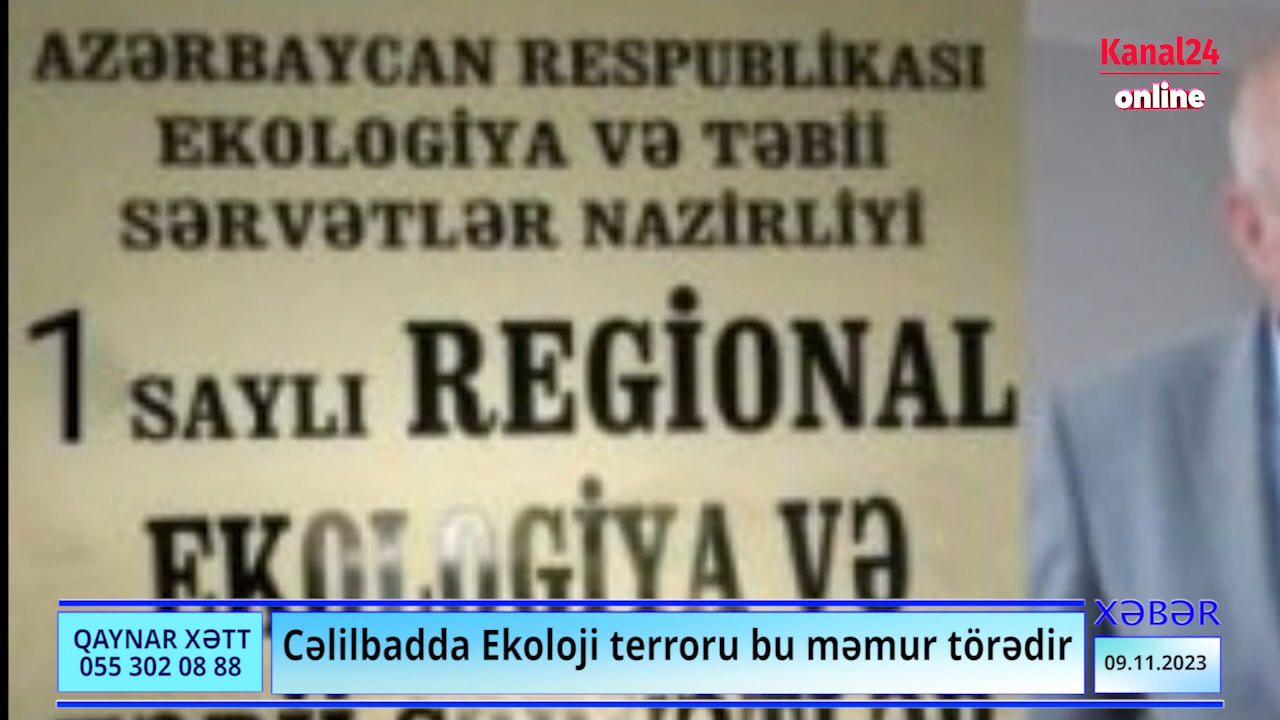 AZƏRBAYCAN RESPUBLİKASI
EKOLOGİYA VƏ TƏBİİ
SƏRVƏTLƏR NAZİRLİYİ
1 SAYLI REGİONAL
EKOLOGİYA VƏ
Kanal24
online
QAYNAR XƏTT
055 302 08 88
Cəlilbadda Ekoloji terroru bu məmur törədir
XƏBƏR
09.11.2023